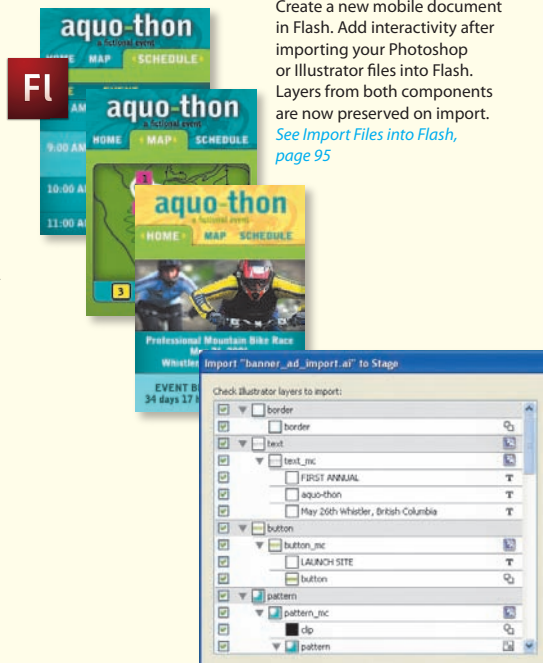 Create a new mobile document
in Flash. Add interactivity after
importing your Photoshop
or Illustrator files into Flash.
Layers from both components
are now preserved on import.
See Import Files into Flash,
page 95
Fl
aquo-thon
a fictional event
HOME MAP SCHEDULE
9:00 AM
10:00 A
11:00 A
aquo-thon
a fictional event
HOME MAP SCHEDULE
1
3
aquo-thon
a fictional event
HOME MAP SCHEDULE
Professional Mountain Bike Race
Whistler
EVENT B
34 days 17 h
Import "banner_ad_import.ai" to Stage
Check Illustrator layers to import:
border
border
text
text_mc
FIRST ANNUAL
aquo-thon
May 26th Whistler, British Columbia
button
button_mc
LAUNCH SITE
button
pattern
pattern_mc
clip
pattern